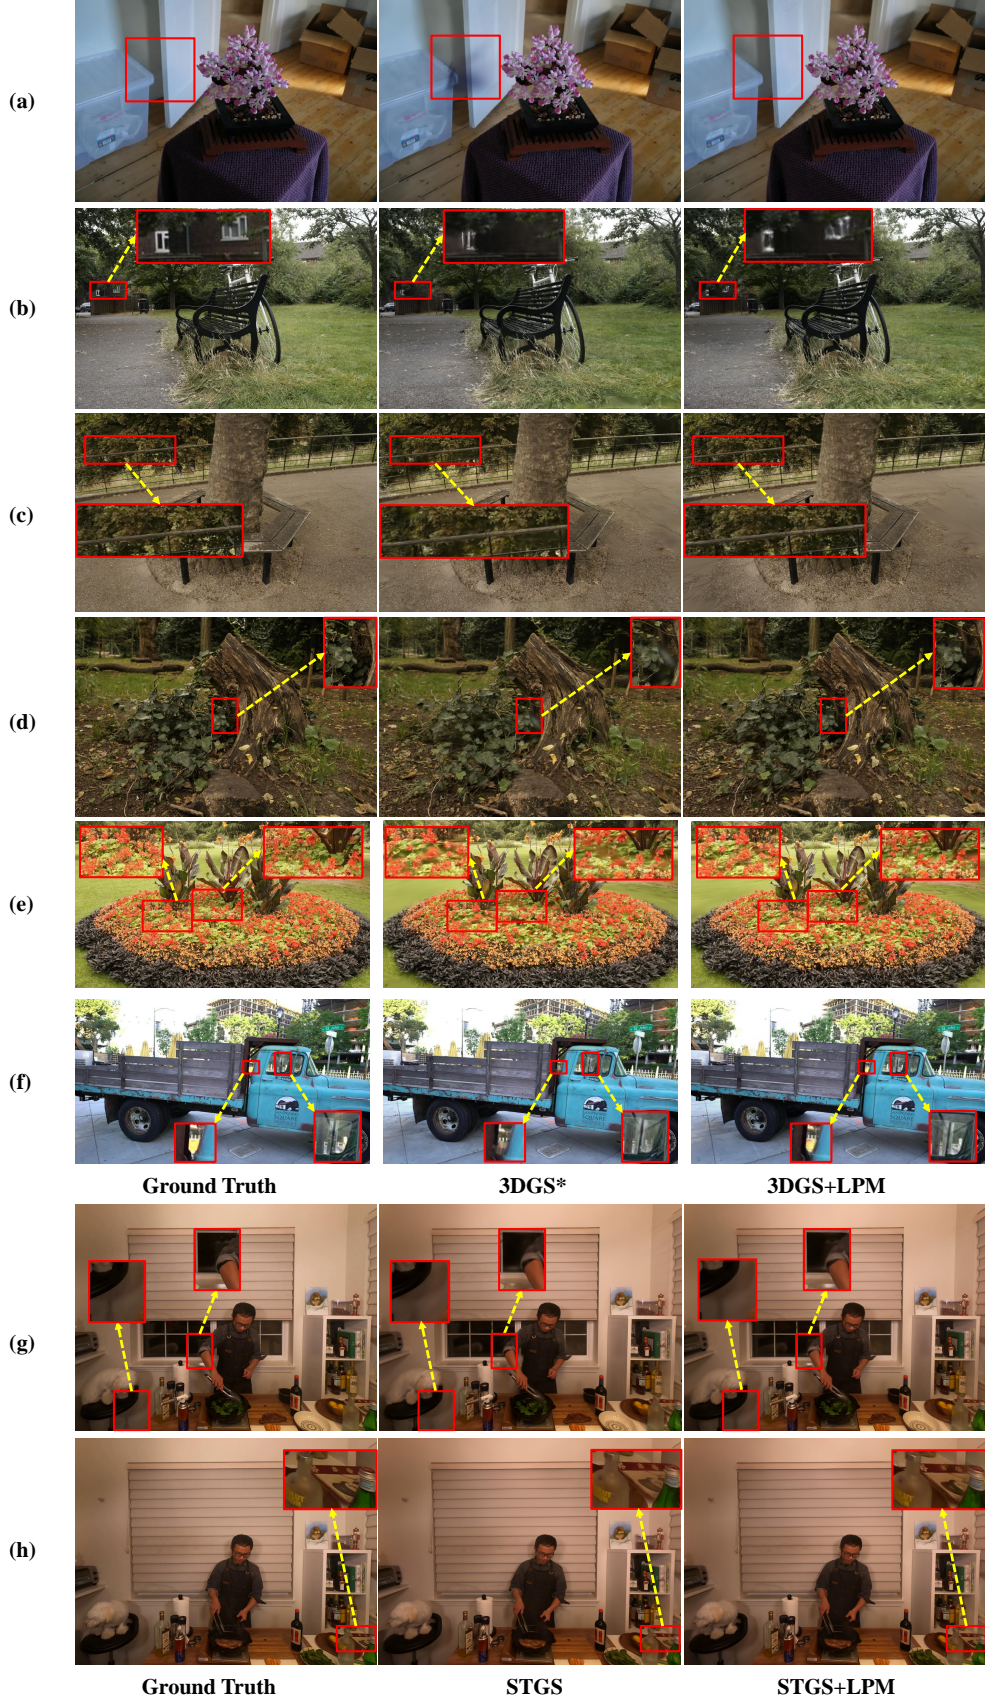 (a)
(b)
(c)
(d)
(e)
(f)
Ground Truth 3DGS* 3DGS+LPM
(g)
(h)
Ground Truth STGS STGS+LPM